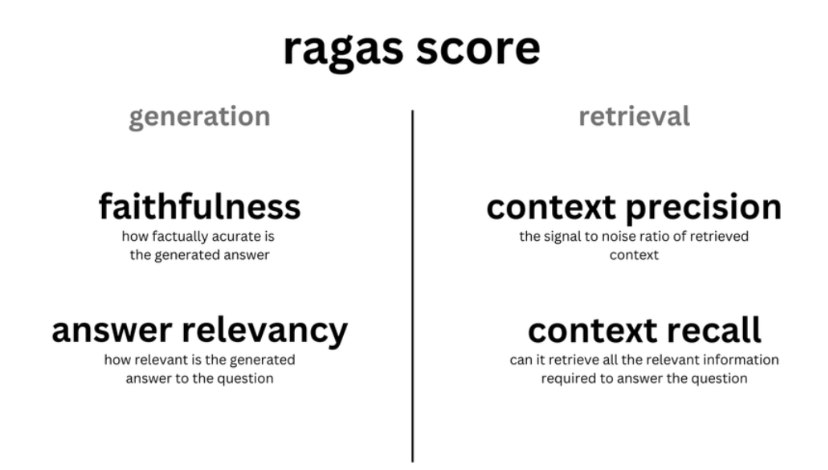 ragas score
generation
faithfulness
how factually acurate is
the generated answer
answer relevancy
how relevant is the generated
answer to the question
retrieval
context precision
the signal to noise ratio of retrieved
context
context recall
can it retrieve all the relevant information
required to answer the question